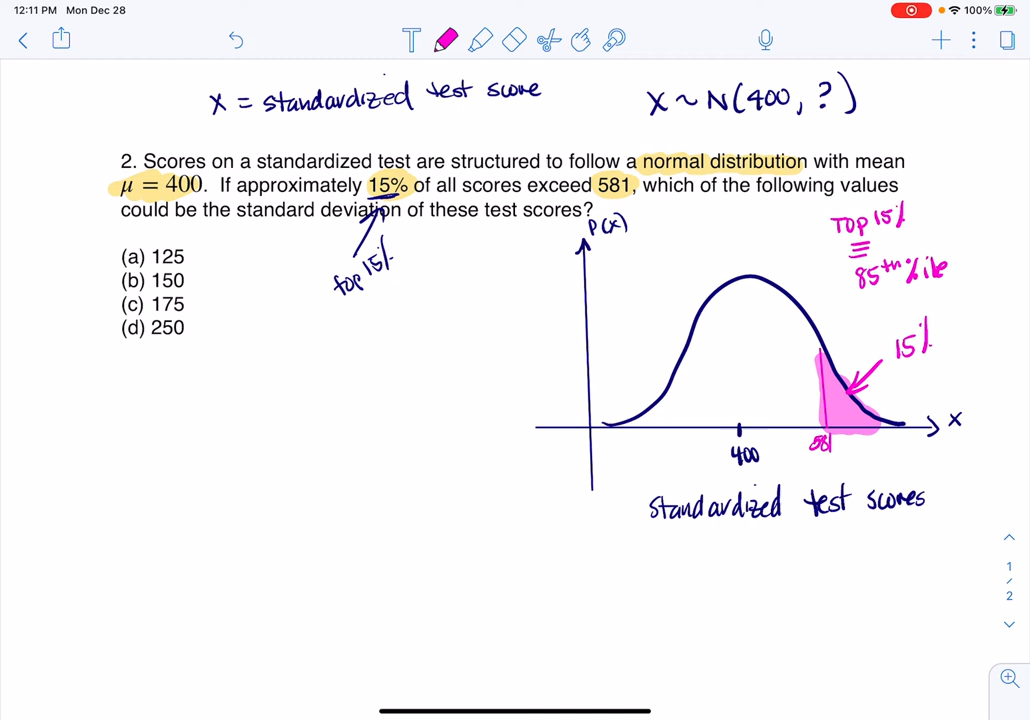 12:11 PM Mon Dec 28
100%
T
X = standardized test score
X ~ N(400, ?)
2. Scores on a standardized test are structured to follow a normal distribution with mean
μ = 400. If approximately 15% of all scores exceed 581, which of the following values
could be the standard deviation of these test scores?
(a) 125
(b) 150
(c) 175
(d) 250
top 15%
P(X)
TOP 15%
≡
85th %ile
15%
X
400
581
standardized test scores
1
/
2